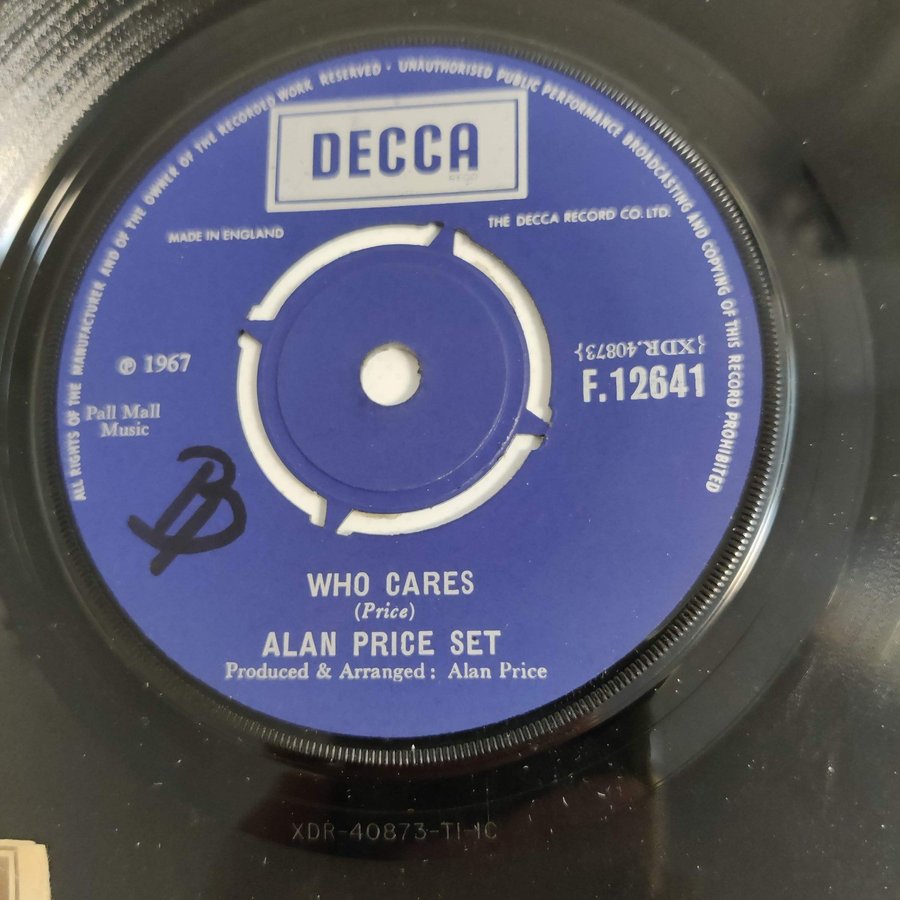 ALL RIGHTS OF THE MANUFACTURER AND OF THE OWNER OF THE RECORDED WORK RESERVED · UNAUTHORISED PUBLIC PERFORMANCE BROADCASTING AND COPYING OF THIS RECORD PROHIBITED
DECCA
MADE IN ENGLAND
THE DECCA RECORD CO. LTD.
℗ 1967
Pall Mall
Music
{XDR.40873}
F.12641
WHO CARES
(Price)
ALAN PRICE SET
Produced & Arranged: Alan Price
XDR-40873-T1-1C